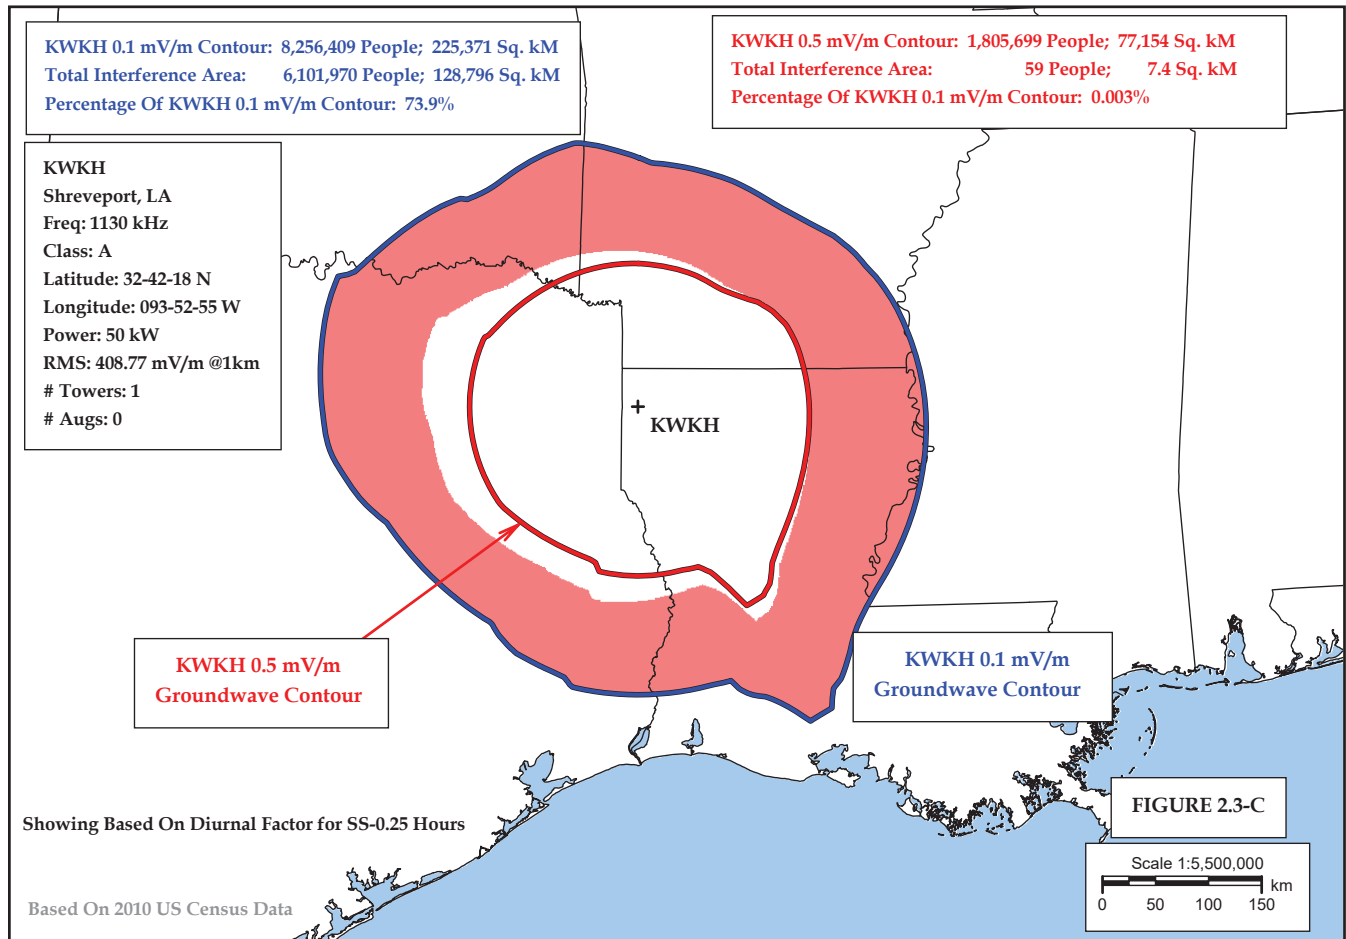 KWKH 0.1 mV/m Contour: 8,256,409 People; 225,371 Sq. kM
Total Interference Area: 6,101,970 People; 128,796 Sq. kM
Percentage Of KWKH 0.1 mV/m Contour: 73.9%
KWKH 0.5 mV/m Contour: 1,805,699 People; 77,154 Sq. kM
Total Interference Area: 59 People; 7.4 Sq. kM
Percentage Of KWKH 0.1 mV/m Contour: 0.003%
KWKH
Shreveport, LA
Freq: 1130 kHz
Class: A
Latitude: 32-42-18 N
Longitude: 093-52-55 W
Power: 50 kW
RMS: 408.77 mV/m @1km
# Towers: 1
# Augs: 0
KWKH
KWKH 0.5 mV/m
Groundwave Contour
KWKH 0.1 mV/m
Groundwave Contour
Showing Based On Diurnal Factor for SS-0.25 Hours
Based On 2010 US Census Data
FIGURE 2.3-C
Scale 1:5,500,000
km
0 50 100 150